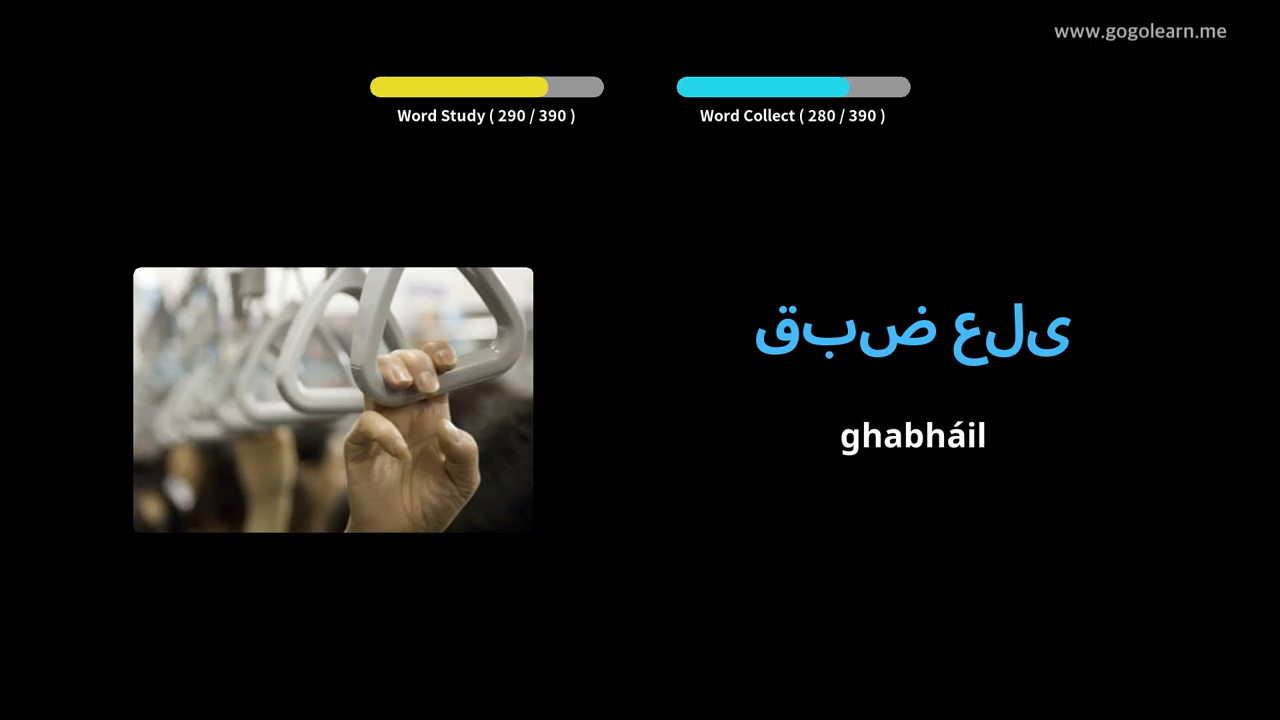 www.gogolearn.me
Word Study ( 290 / 390 )
Word Collect ( 280 / 390 )
قبض على
ghabháil